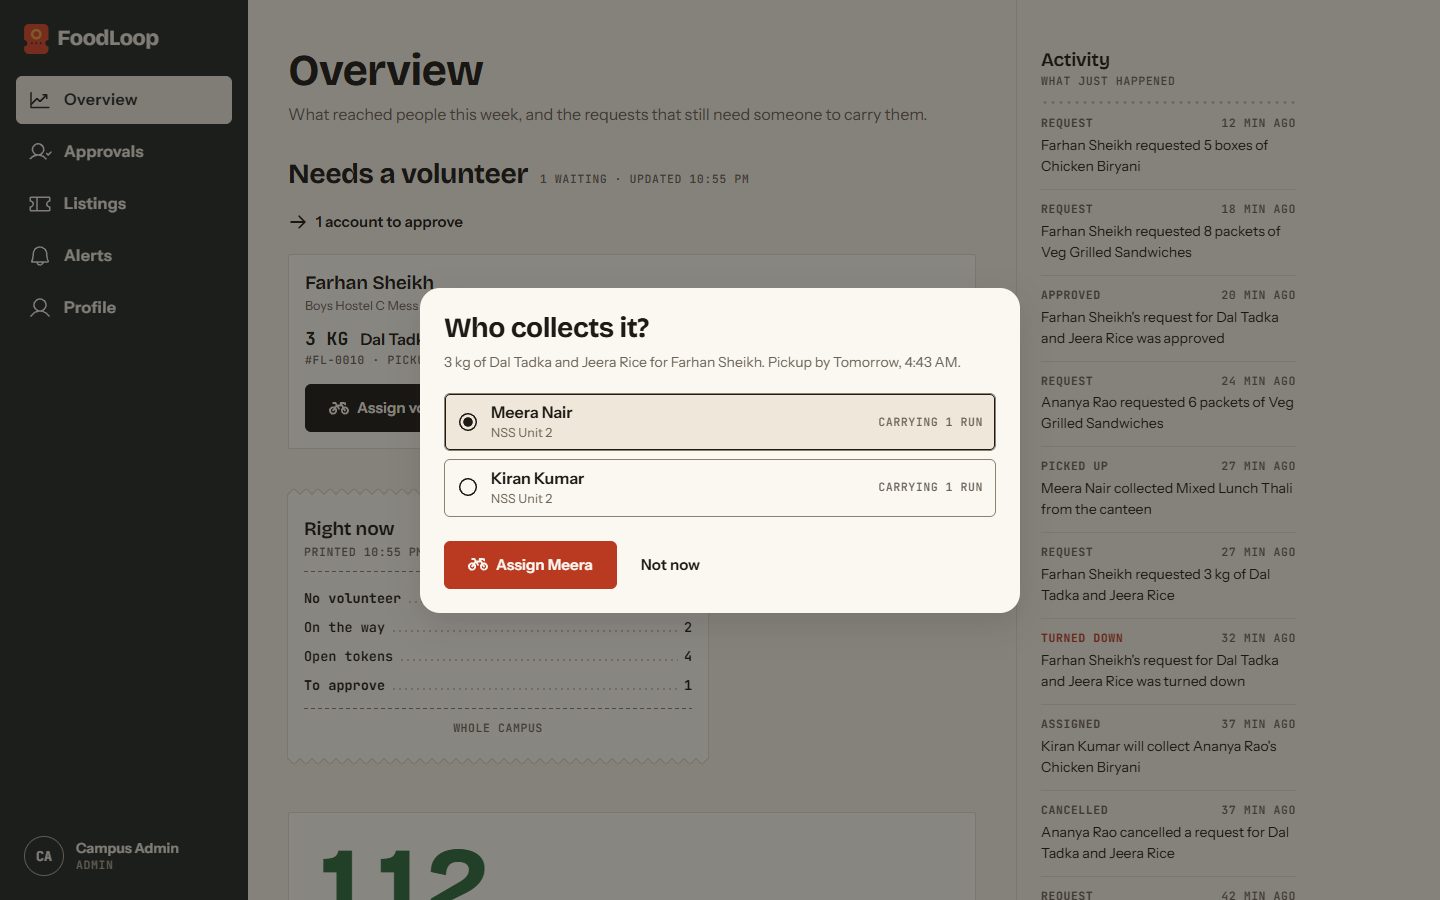 FoodLoop
Overview
Approvals
Listings
Alerts
Profile
CA
Campus Admin
ADMIN
Overview
What reached people this week, and the requests that still need someone to carry them.
Needs a volunteer 1 WAITING · UPDATED 10:55 PM
1 account to approve
Farhan Sheikh
Boys Hostel C Mess
3 KG Dal
#FL-0010 ·
Assign
Right now
PRINTED 10:55
No volunteer
On the way 2
Open tokens 4
To approve 1
WHOLE CAMPUS
112
Who collects it?
3 kg of Dal Tadka and Jeera Rice for Farhan Sheikh. Pickup by Tomorrow, 4:43 AM.
Meera Nair
NSS Unit 2
CARRYING 1 RUN
Kiran Kumar
NSS Unit 2
CARRYING 1 RUN
Assign Meera
Not now
Activity
WHAT JUST HAPPENED
REQUEST 12 MIN AGO
Farhan Sheikh requested 5 boxes of
Chicken Biryani
REQUEST 18 MIN AGO
Farhan Sheikh requested 8 packets of
Veg Grilled Sandwiches
APPROVED 20 MIN AGO
Farhan Sheikh's request for Dal Tadka
and Jeera Rice was approved
REQUEST 24 MIN AGO
Ananya Rao requested 6 packets of Veg
Grilled Sandwiches
PICKED UP 27 MIN AGO
Meera Nair collected Mixed Lunch Thali
from the canteen
REQUEST 27 MIN AGO
Farhan Sheikh requested 3 kg of Dal
Tadka and Jeera Rice
TURNED DOWN 32 MIN AGO
Farhan Sheikh's request for Dal Tadka
and Jeera Rice was turned down
ASSIGNED 37 MIN AGO
Kiran Kumar will collect Ananya Rao's
Chicken Biryani
CANCELLED 37 MIN AGO
Ananya Rao cancelled a request for Dal
Tadka and Jeera Rice
REQUEST 42 MIN AGO